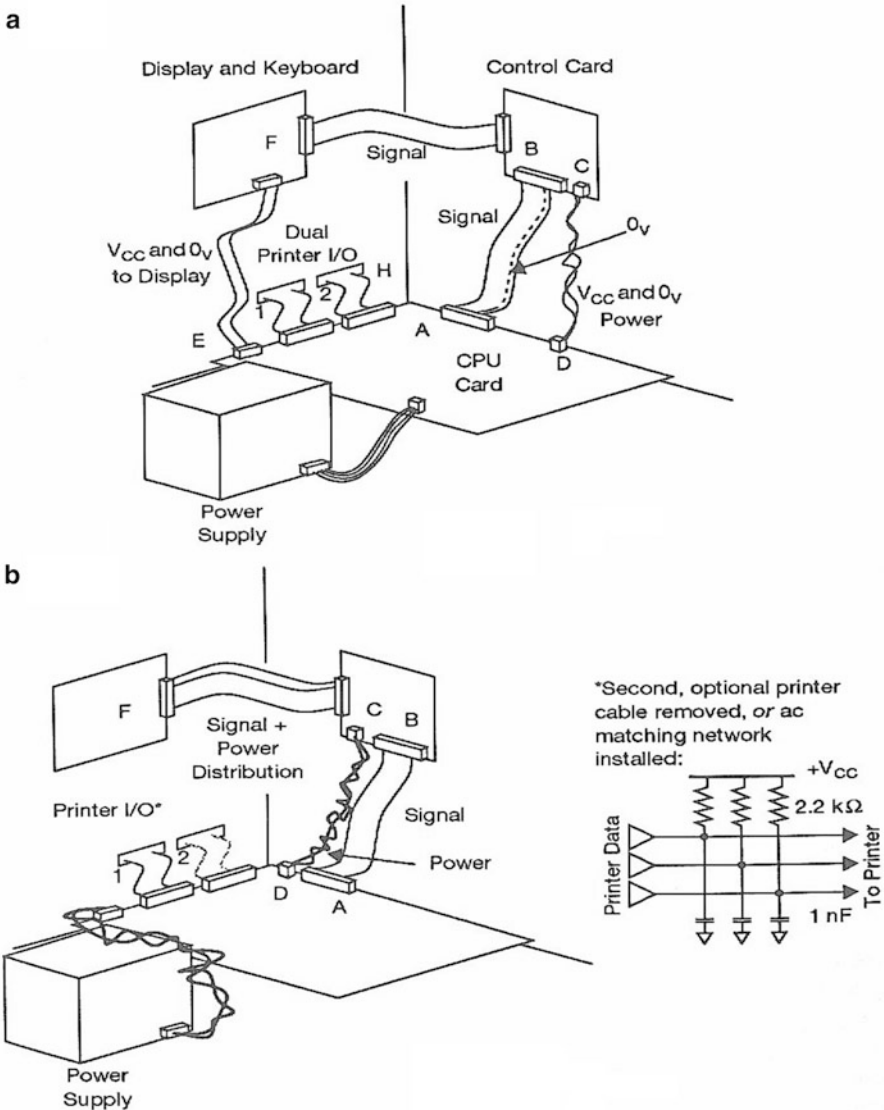 a
Display and Keyboard
Control Card
F
B
C
Signal
Signal
0V
VCC and 0V
to Display
Dual
Printer I/O
H
1
2
VCC and 0V
Power
E
A
D
CPU
Card
Power
Supply
b
F
C
B
Signal +
Power
Distribution
Printer I/O*
1
2
Signal
Power
D
A
Power
Supply
*Second, optional printer
cable removed, or ac
matching network
installed:
+VCC
2.2 kΩ
Printer Data
To Printer
1 nF